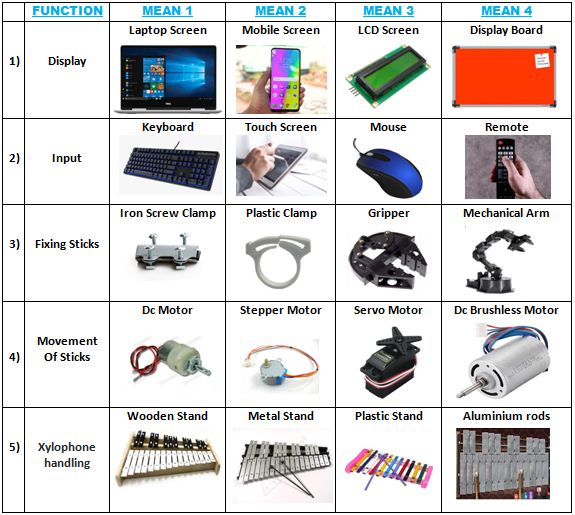 FUNCTION MEAN 1 MEAN 2 MEAN 3 MEAN 4
1) Display Laptop Screen Mobile Screen LCD Screen Display Board
2) Input Keyboard Touch Screen Mouse Remote
3) Fixing Sticks Iron Screw Clamp Plastic Clamp Gripper Mechanical Arm
4) Movement Of Sticks Dc Motor Stepper Motor Servo Motor Dc Brushless Motor
5) Xylophone handling Wooden Stand Metal Stand Plastic Stand Aluminium rods